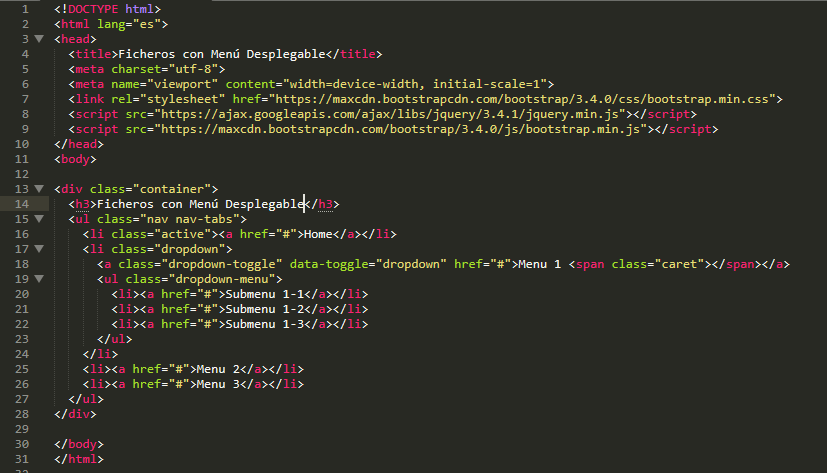 1 <!DOCTYPE html>
2 <html lang="es">
3 <head>
4 <title>Ficheros con Menú Desplegable</title>
5 <meta charset="utf-8">
6 <meta name="viewport" content="width=device-width, initial-scale=1">
7 <link rel="stylesheet" href="https://maxcdn.bootstrapcdn.com/bootstrap/3.4.0/css/bootstrap.min.css">
8 <script src="https://ajax.googleapis.com/ajax/libs/jquery/3.4.1/jquery.min.js"></script>
9 <script src="https://maxcdn.bootstrapcdn.com/bootstrap/3.4.0/js/bootstrap.min.js"></script>
10 </head>
11 <body>
12
13 <div class="container">
14 <h3>Ficheros con Menú Desplegable</h3>
15 <ul class="nav nav-tabs">
16 <li class="active"><a href="#">Home</a></li>
17 <li class="dropdown">
18 <a class="dropdown-toggle" data-toggle="dropdown" href="#">Menu 1 <span class="caret"></span></a>
19 <ul class="dropdown-menu">
20 <li><a href="#">Submenu 1-1</a></li>
21 <li><a href="#">Submenu 1-2</a></li>
22 <li><a href="#">Submenu 1-3</a></li>
23 </ul>
24 </li>
25 <li><a href="#">Menu 2</a></li>
26 <li><a href="#">Menu 3</a></li>
27 </ul>
28 </div>
29
30 </body>
31 </html>